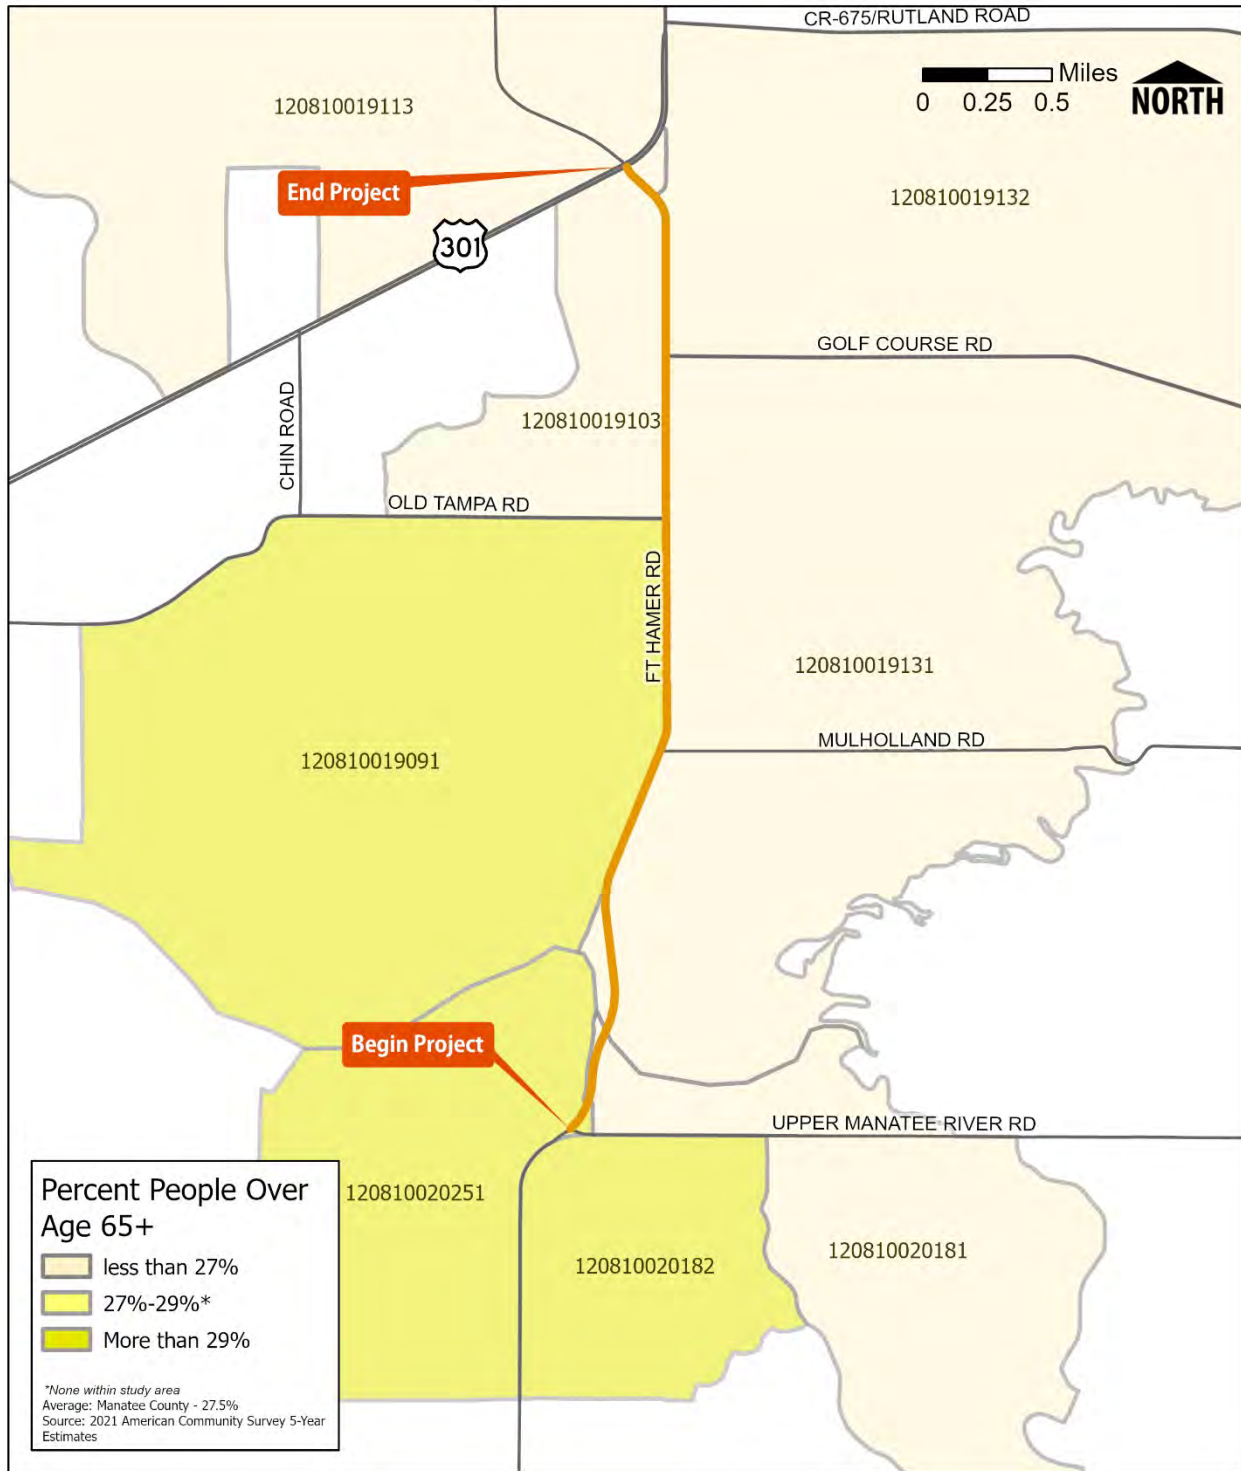 CR-675/RUTLAND ROAD
Miles
0 0.25 0.5
NORTH
120810019113
End Project
120810019132
301
GOLF COURSE RD
CHIN ROAD
120810019103
OLD TAMPA RD
FT HAMER RD
120810019131
MULHOLLAND RD
120810019091
Begin Project
UPPER MANATEE RIVER RD
120810020251
120810020182
120810020181
Percent People Over
Age 65+
less than 27%
27%-29%*
More than 29%
*None within study area
Average: Manatee County - 27.5%
Source: 2021 American Community Survey 5-Year
Estimates